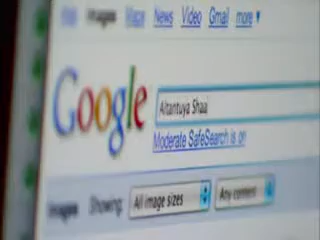 Web Images Maps News Video Gmail more ▼
Google
Altantuya Shaa
Moderate SafeSearch is on
Images Showing: All image sizes Any content